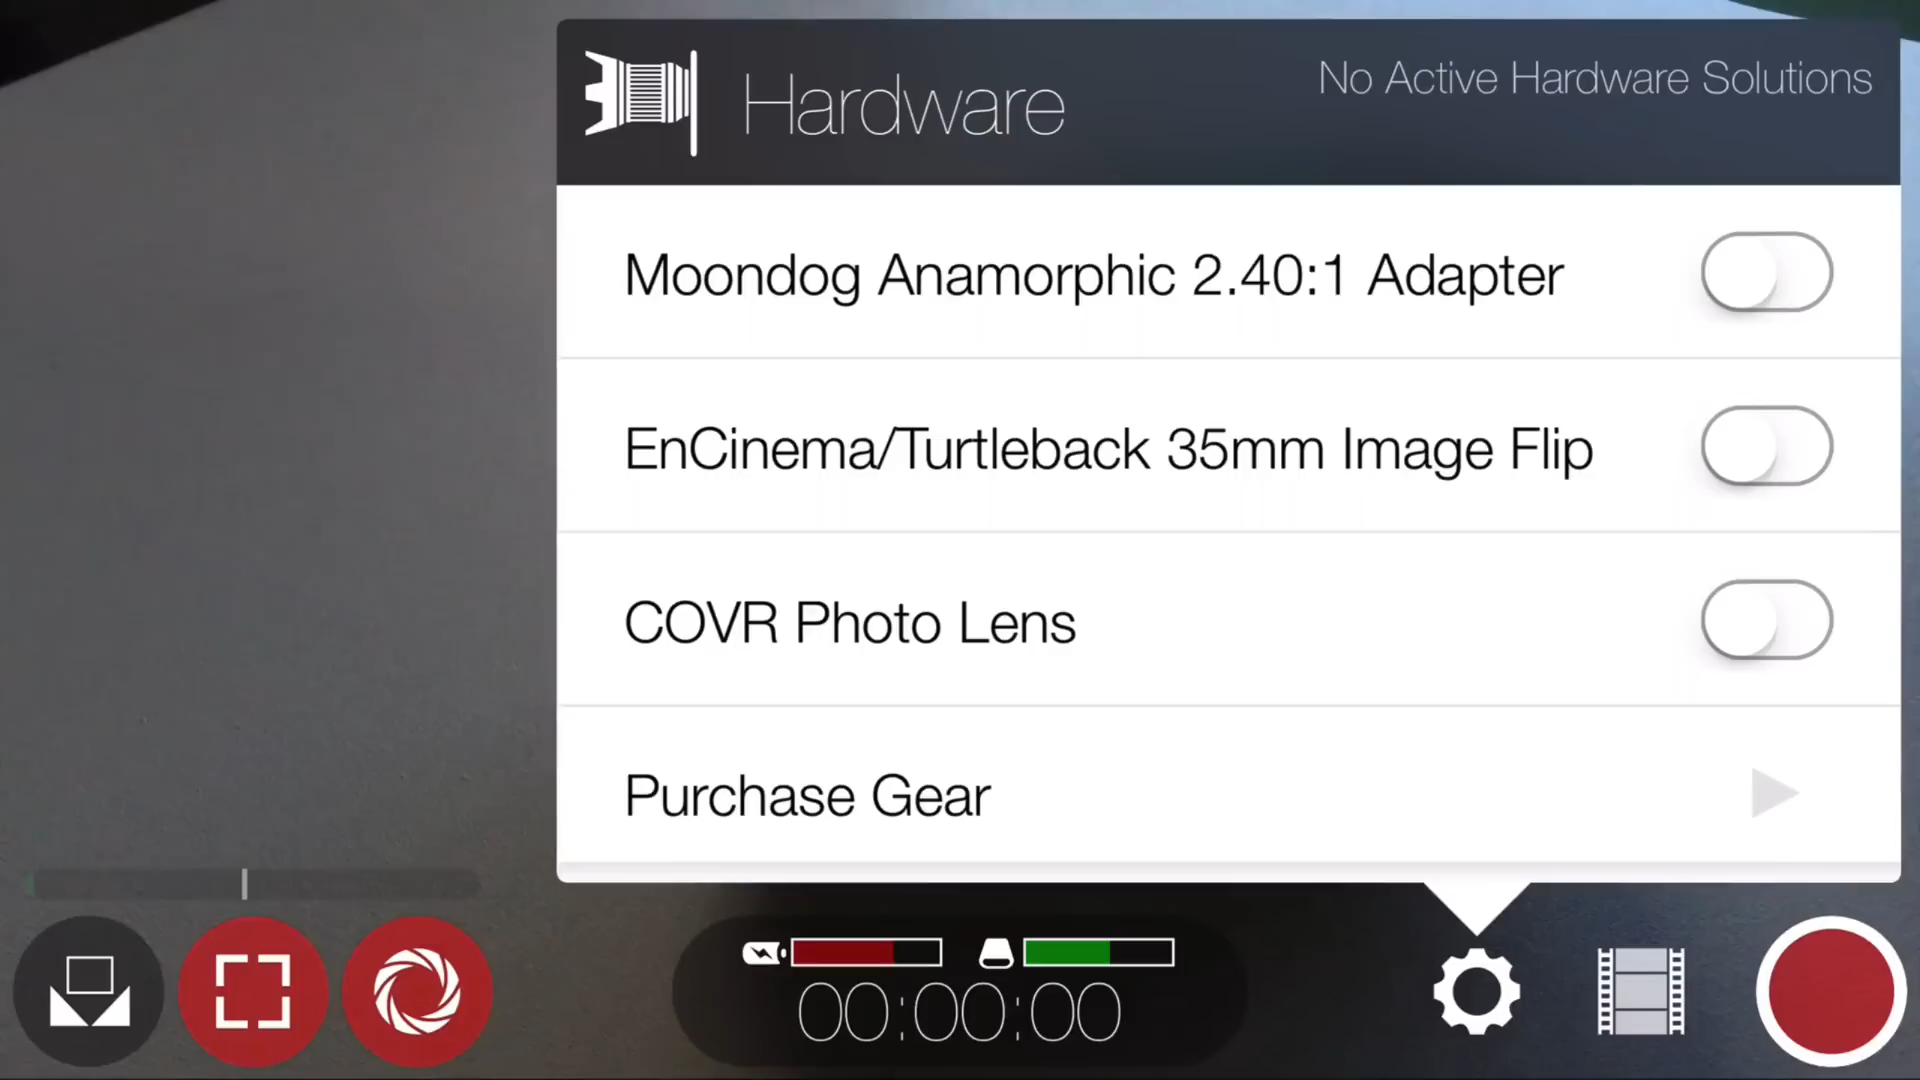 Hardware
No Active Hardware Solutions
Moondog Anamorphic 2.40:1 Adapter
EnCinema/Turtleback 35mm Image Flip
COVR Photo Lens
Purchase Gear
00:00:00